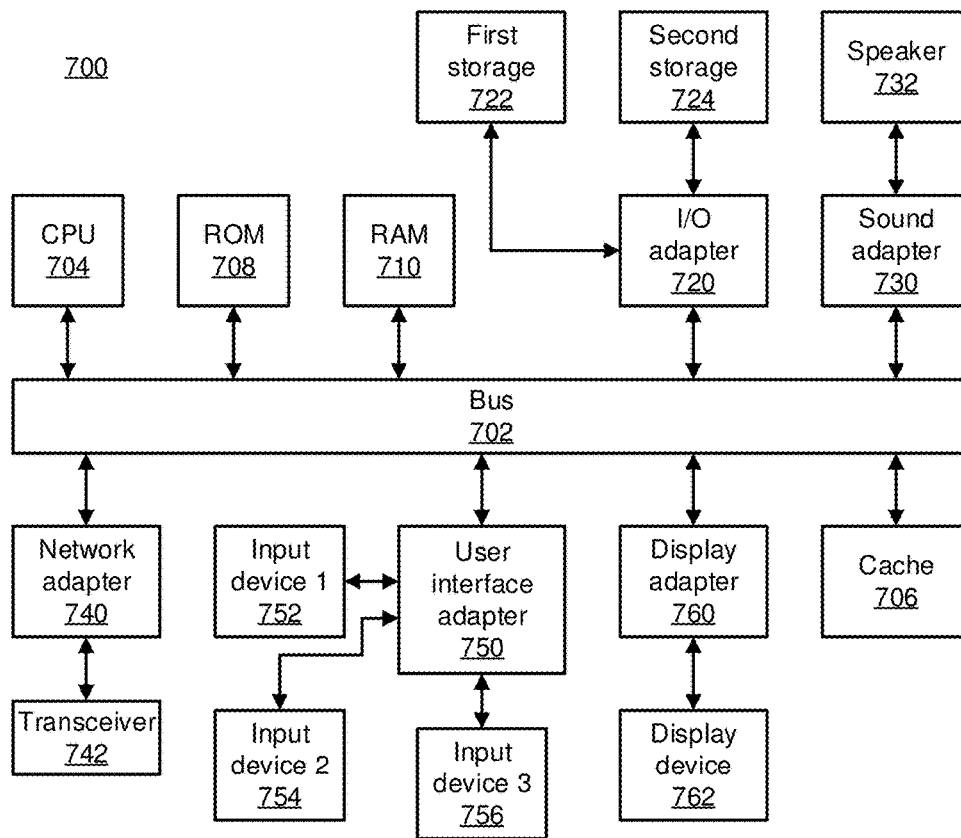 700
First
storage
722
Second
storage
724
Speaker
732
CPU
704
ROM
708
RAM
710
I/O
adapter
720
Sound
adapter
730
Bus
702
Network
adapter
740
Input
device 1
752
User
interface
adapter
750
Display
adapter
760
Cache
706
Transceiver
742
Input
device 2
754
Input
device 3
756
Display
device
762